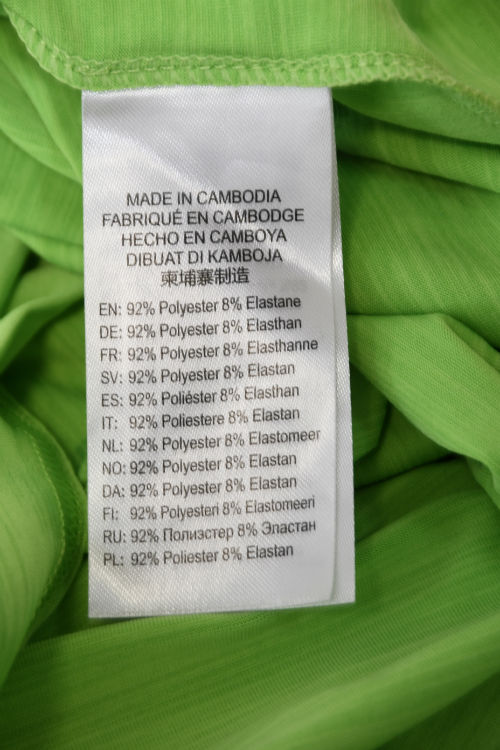 MADE IN CAMBODIA
FABRIQUÉ EN CAMBODGE
HECHO EN CAMBOYA
DIBUAT DI KAMBOJA
柬埔寨制造
EN: 92% Polyester 8% Elastane
DE: 92% Polyester 8% Elasthan
FR: 92% Polyester 8% Elasthanne
SV: 92% Polyester 8% Elastan
ES: 92% Poliéster 8% Elasthan
IT: 92% Poliestere 8% Elastan
NL: 92% Polyester 8% Elastomeer
NO: 92% Polyester 8% Elastan
DA: 92% Polyester 8% Elastan
FI: 92% Polyesteri 8% Elastomeeri
RU: 92% Полиэстер 8% Эластан
PL: 92% Poliester 8% Elastan